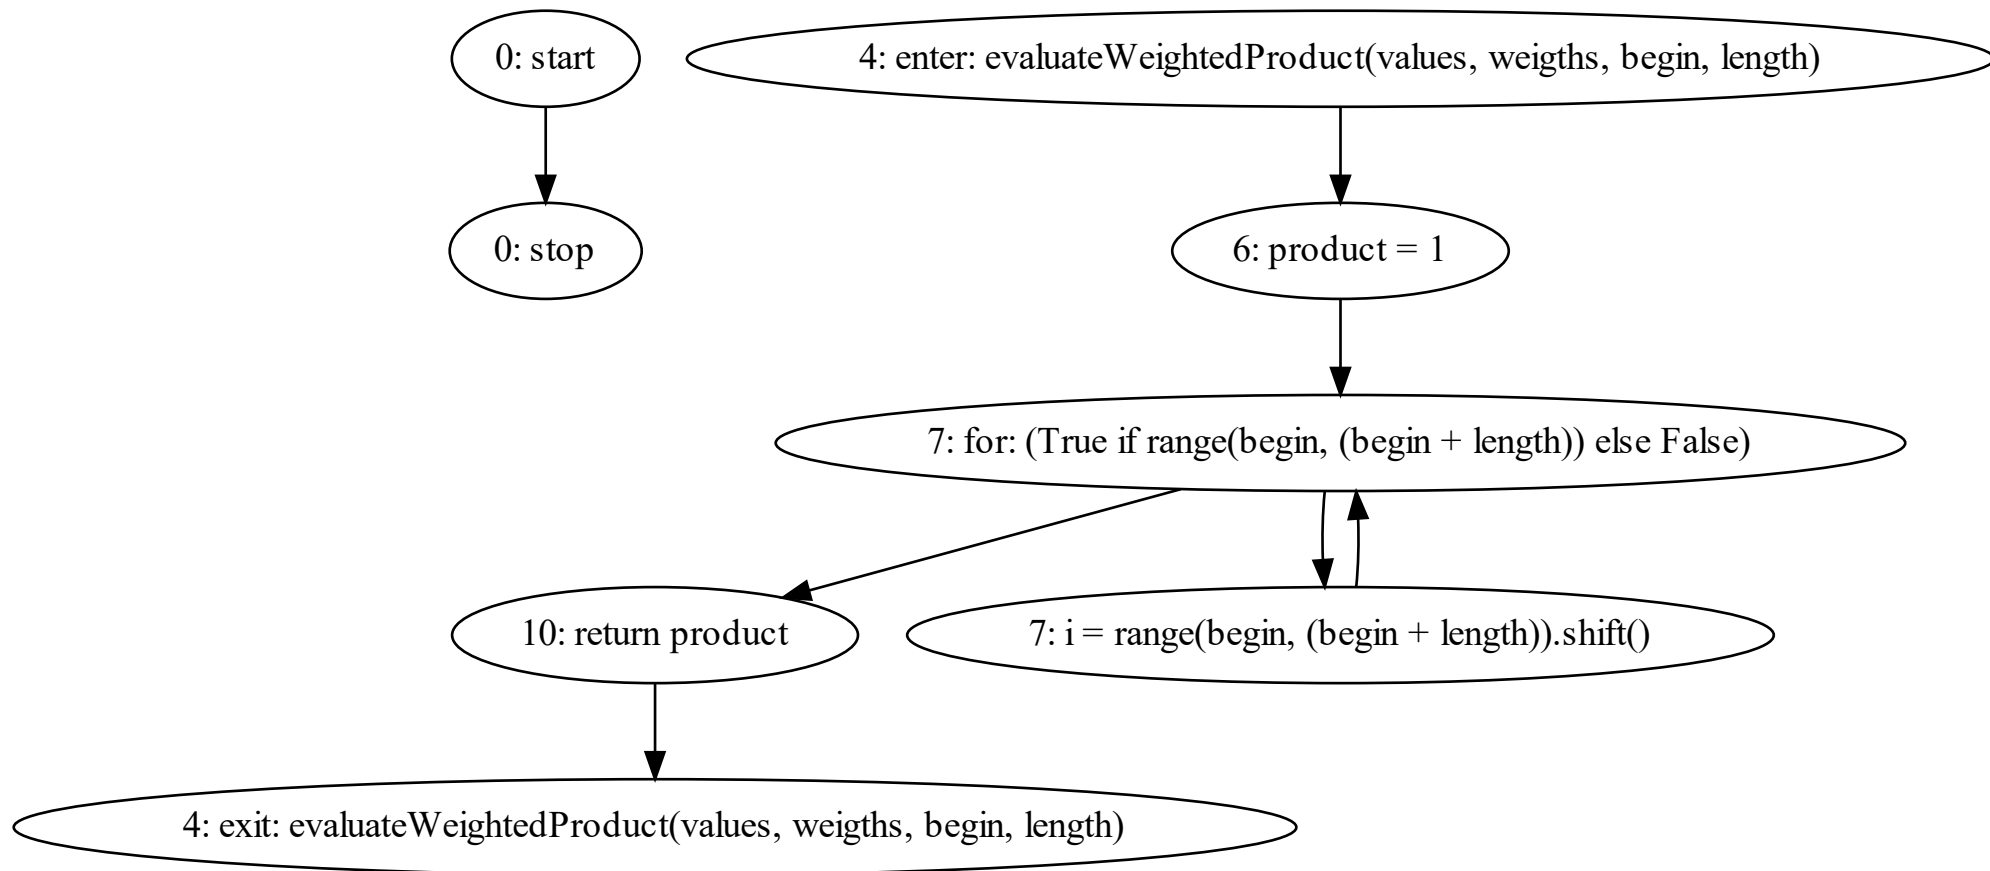 0: start
4: enter: evaluateWeightedProduct(values, weigths, begin, length)
0: stop
6: product = 1
7: for: (True if range(begin, (begin + length)) else False)
10: return product
7: i = range(begin, (begin + length)).shift()
4: exit: evaluateWeightedProduct(values, weigths, begin, length)